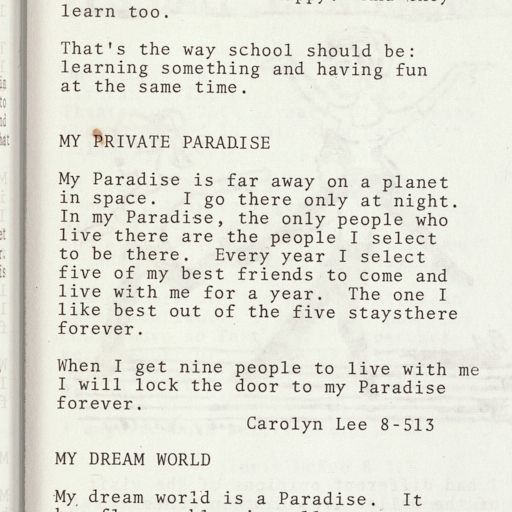 learn too.
That's the way school should be:
learning something and having fun
at the same time.
MY PRIVATE PARADISE
My Paradise is far away on a planet
in space. I go there only at night.
In my Paradise, the only people who
live there are the people I select
to be there. Every year I select
five of my best friends to come and
live with me for a year. The one I
like best out of the five staysthere
forever.
When I get nine people to live with me
I will lock the door to my Paradise
forever.
Carolyn Lee 8-513
MY DREAM WORLD
My dream world is a Paradise. It